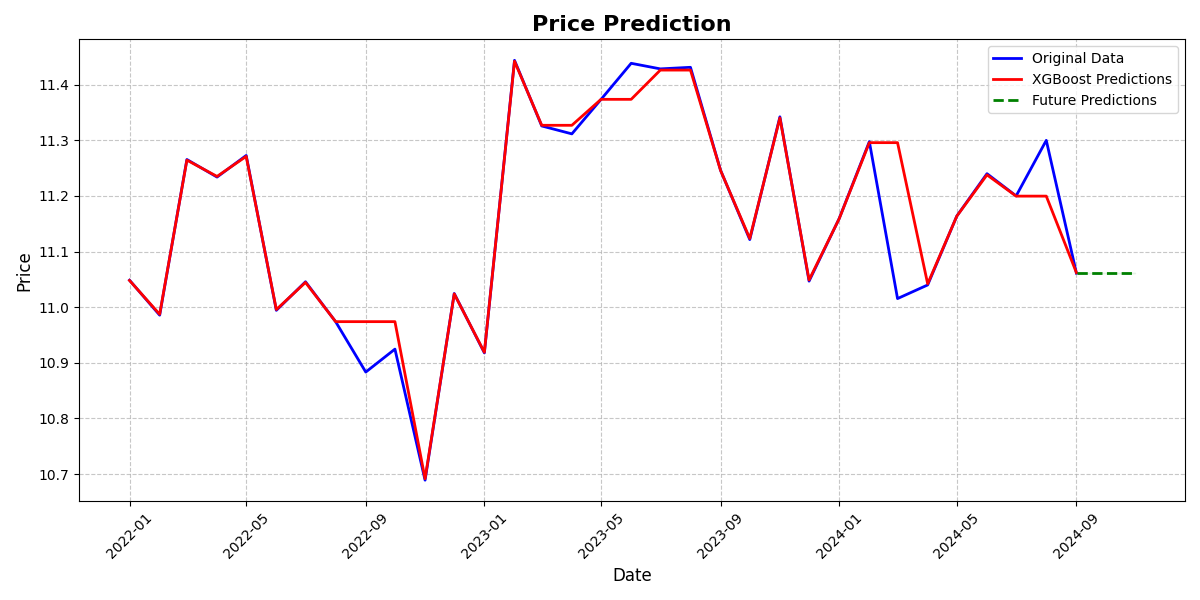 Price Prediction
Original Data
XGBoost Predictions
Future Predictions
Price
11.4
11.3
11.2
11.1
11.0
10.9
10.8
10.7
2022-01
2022-05
2022-09
2023-01
2023-05
2023-09
2024-01
2024-05
2024-09
Date